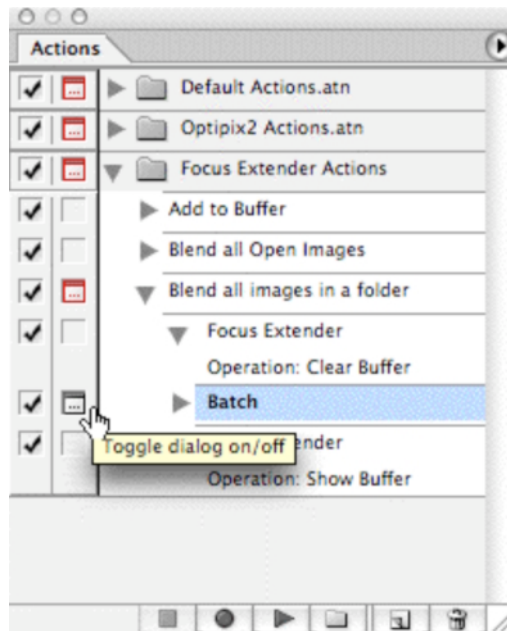 Actions
Default Actions.atn
Optipix2 Actions.atn
Focus Extender Actions
Add to Buffer
Blend all Open Images
Blend all images in a folder
Focus Extender
Operation: Clear Buffer
Batch
Toggle dialog on/off ender
Operation: Show Buffer